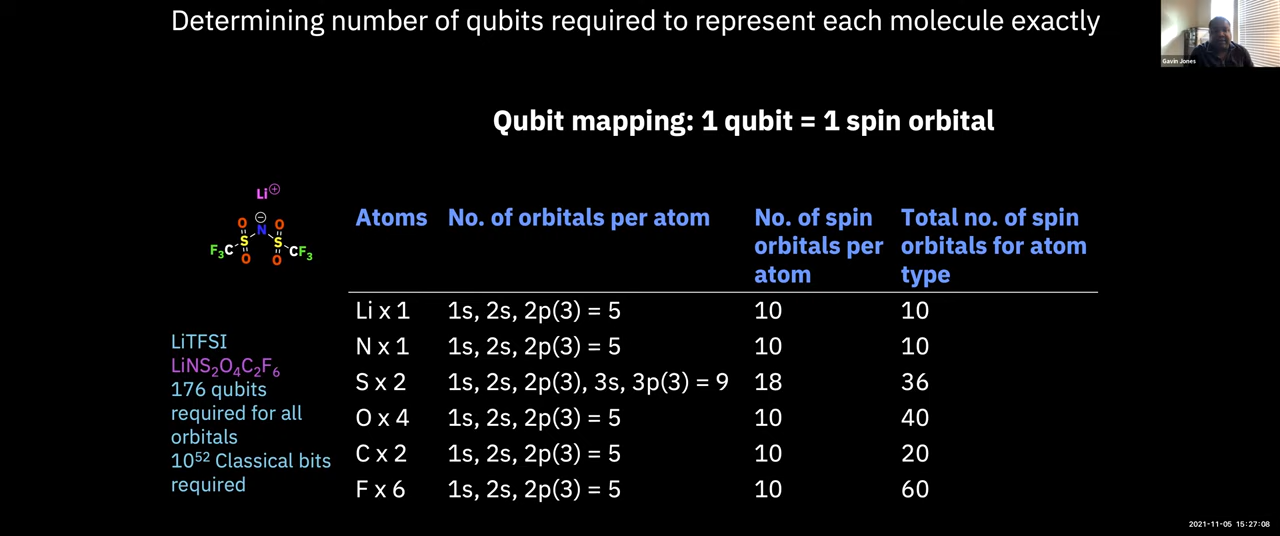 Determining number of qubits required to represent each molecule exactly
Gavin Jones
Qubit mapping: 1 qubit = 1 spin orbital
Li⊕
⊖
O O
N
S S
F₃C CF₃
O O
LiTFSI
LiNS₂O₄C₂F₆
176 qubits
required for all
orbitals
10⁵² Classical bits
required
Atoms No. of orbitals per atom No. of spin orbitals per atom Total no. of spin orbitals for atom type
Li x 1 1s, 2s, 2p(3) = 5 10 10
N x 1 1s, 2s, 2p(3) = 5 10 10
S x 2 1s, 2s, 2p(3), 3s, 3p(3) = 9 18 36
O x 4 1s, 2s, 2p(3) = 5 10 40
C x 2 1s, 2s, 2p(3) = 5 10 20
F x 6 1s, 2s, 2p(3) = 5 10 60
2021-11-05 15:27:08